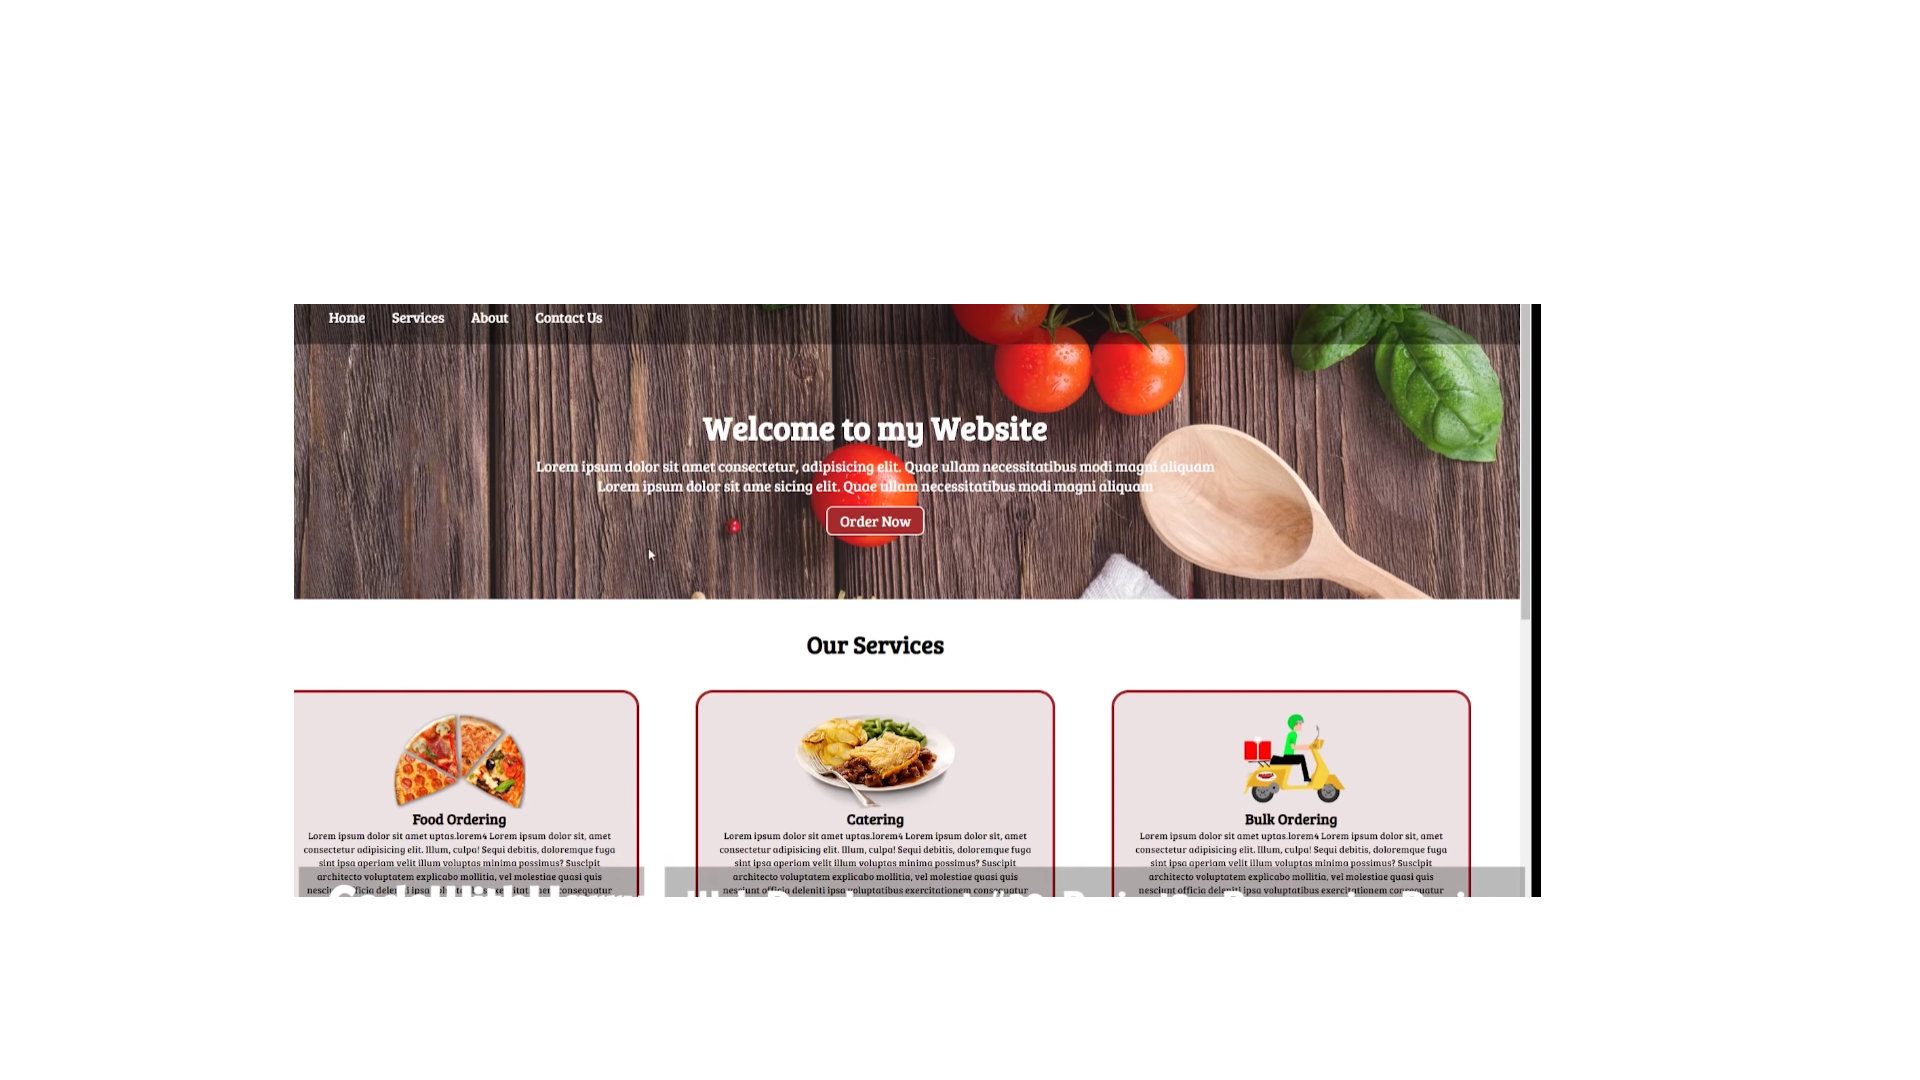 Home Services About Contact Us
Welcome to my Website
Lorem ipsum dolor sit amet consectetur, adipisicing elit. Quae ullam necessitatibus modi magni aliquam
Lorem ipsum dolor sit ame sicing elit. Quae ullam necessitatibus modi magni aliquam
Order Now
Our Services
Food Ordering
Lorem ipsum dolor sit amet uptas.lorem4 Lorem ipsum dolor sit, amet
consectetur adipisicing elit. Illum, culpa! Sequi debitis, doloremque fuga
sint ipsa aperiam velit illum voluptas minima possimus? Suscipit
architecto voluptatem explicabo mollitia, vel molestiae quasi quis
Catering
Lorem ipsum dolor sit amet uptas.lorem4 Lorem ipsum dolor sit, amet
consectetur adipisicing elit. Illum, culpa! Sequi debitis, doloremque fuga
sint ipsa aperiam velit illum voluptas minima possimus? Suscipit
architecto voluptatem explicabo mollitia, vel molestiae quasi quis
nesciunt officia deleniti ipsa voluptatibus exercitationem consequatur
Bulk Ordering
Lorem ipsum dolor sit amet uptas.lorem4 Lorem ipsum dolor sit, amet
consectetur adipisicing elit. Illum, culpa! Sequi debitis, doloremque fuga
sint ipsa aperiam velit illum voluptas minima possimus? Suscipit
architecto voluptatem explicabo mollitia, vel molestiae quasi quis
nesciunt officia deleniti ipsa voluptatibus exercitationem consequatur